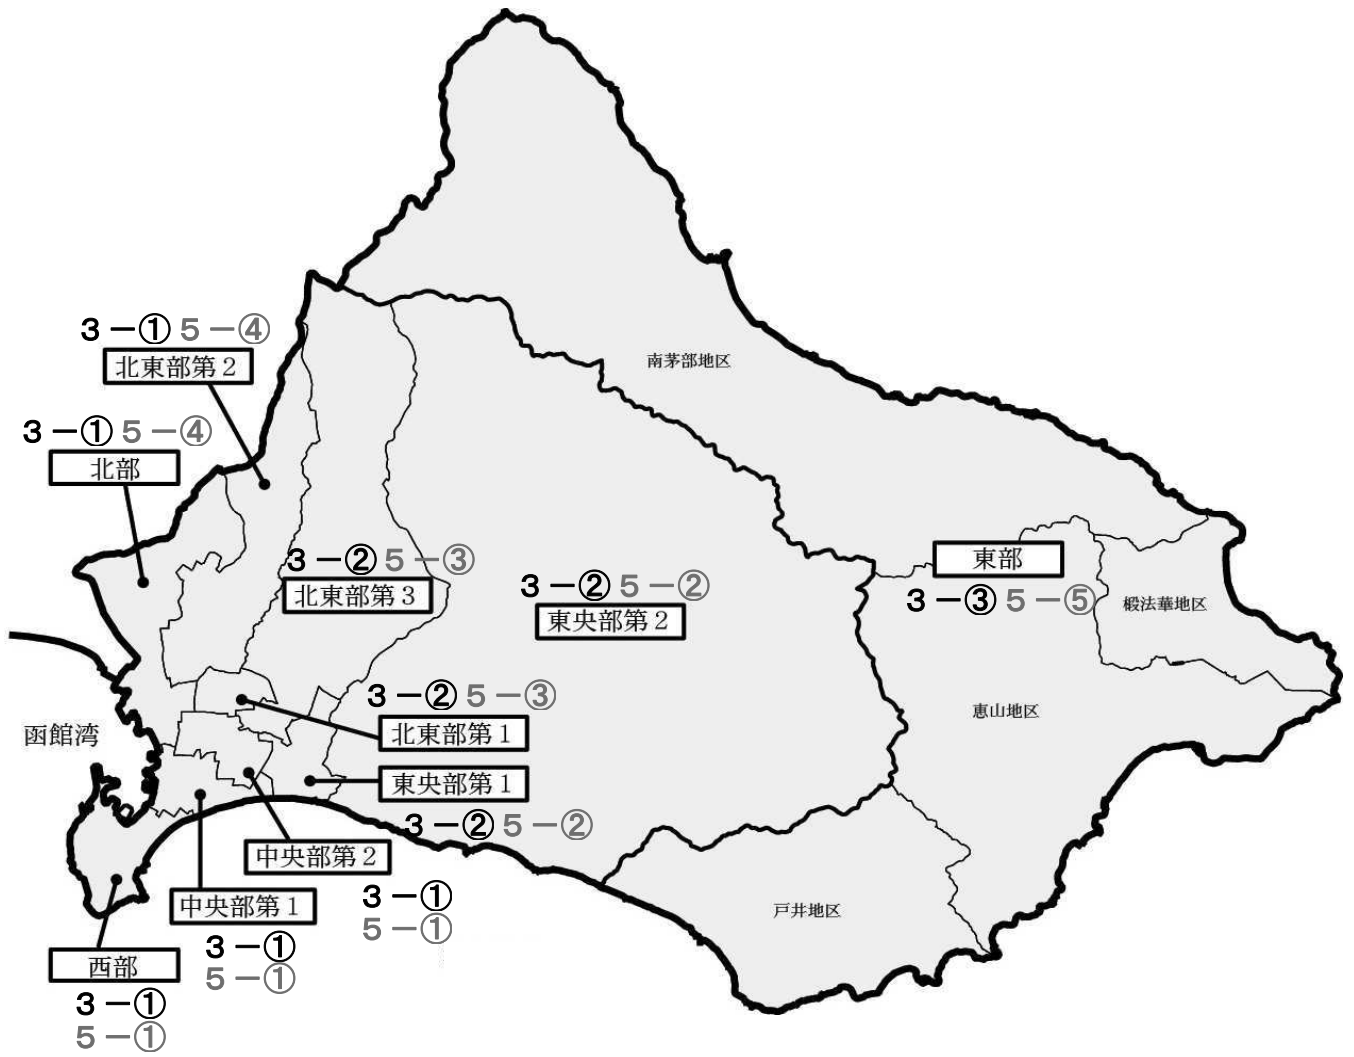 南茅部地区
3－① 5－④
北東部第２
3－① 5－④
北部
3－② 5－③
北東部第３
3－② 5－②
東央部第２
東部
3－③ 5－⑤
椴法華地区
3－② 5－③
北東部第１
恵山地区
函館湾
東央部第１
3－② 5－②
中央部第２
3－①
5－①
中央部第１
3－①
5－①
戸井地区
西部
3－①
5－①